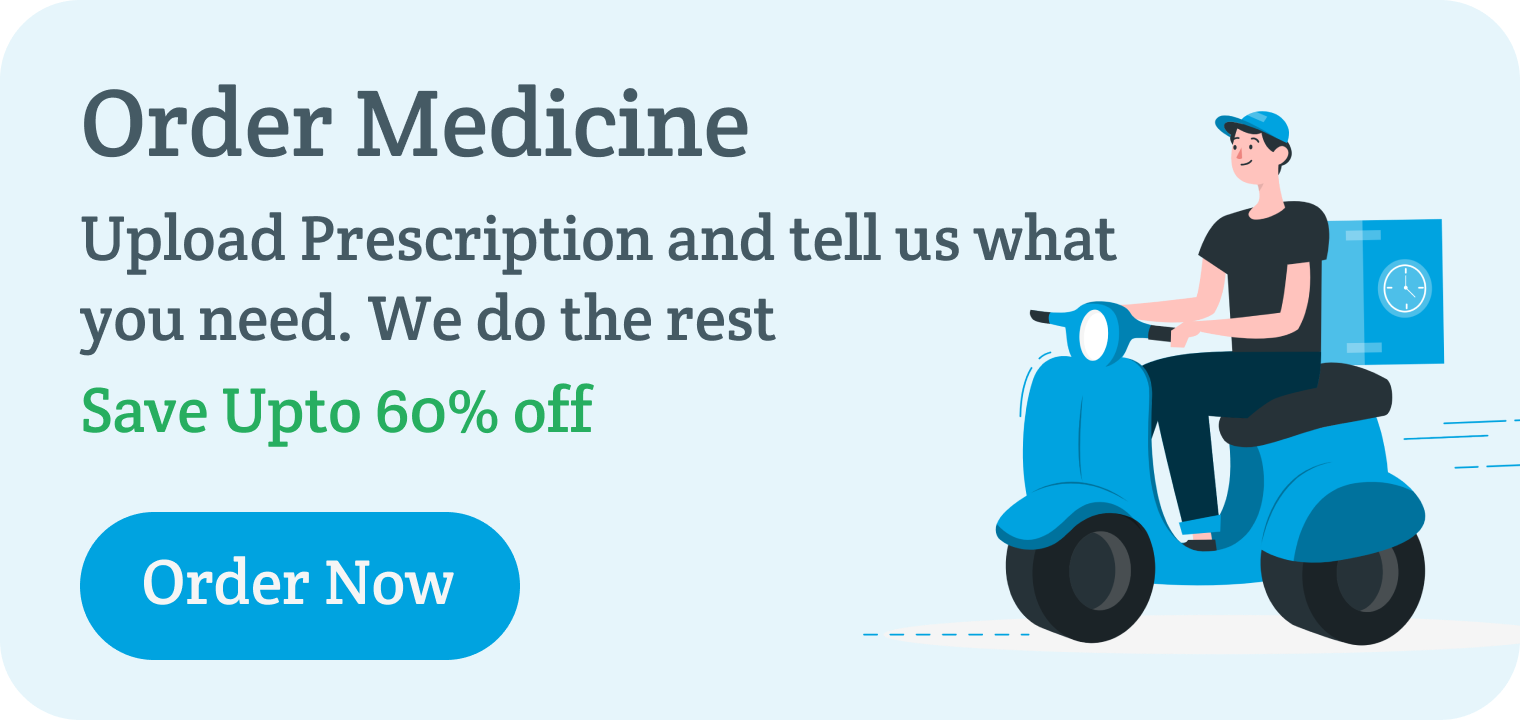 Order Medicine
Upload Prescription and tell us what
you need. We do the rest
Save Upto 60% off
Order Now